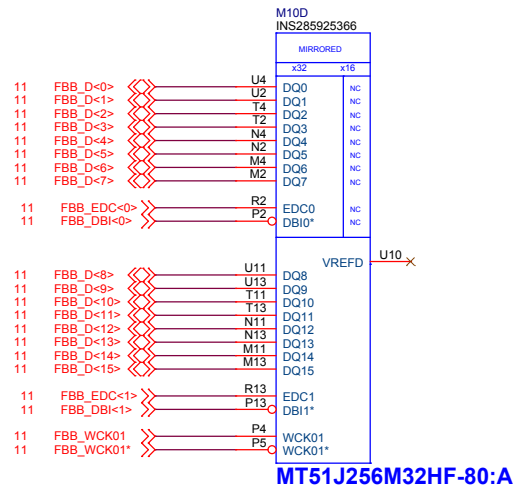 M10D
INS285925366
MIRRORED
x32 x16
11 FBB_D<0> U4 DQ0 NC
11 FBB_D<1> U2 DQ1 NC
11 FBB_D<2> T4 DQ2 NC
11 FBB_D<3> T2 DQ3 NC
11 FBB_D<4> N4 DQ4 NC
11 FBB_D<5> N2 DQ5 NC
11 FBB_D<6> M4 DQ6 NC
11 FBB_D<7> M2 DQ7 NC
11 FBB_EDC<0> R2 EDC0 NC
11 FBB_DBI<0> P2 DBI0* NC
VREFD U10
11 FBB_D<8> U11 DQ8
11 FBB_D<9> U13 DQ9
11 FBB_D<10> T11 DQ10
11 FBB_D<11> T13 DQ11
11 FBB_D<12> N11 DQ12
11 FBB_D<13> N13 DQ13
11 FBB_D<14> M11 DQ14
11 FBB_D<15> M13 DQ15
11 FBB_EDC<1> R13 EDC1
11 FBB_DBI<1> P13 DBI1*
11 FBB_WCK01 P4 WCK01
11 FBB_WCK01* P5 WCK01*
MT51J256M32HF-80:A